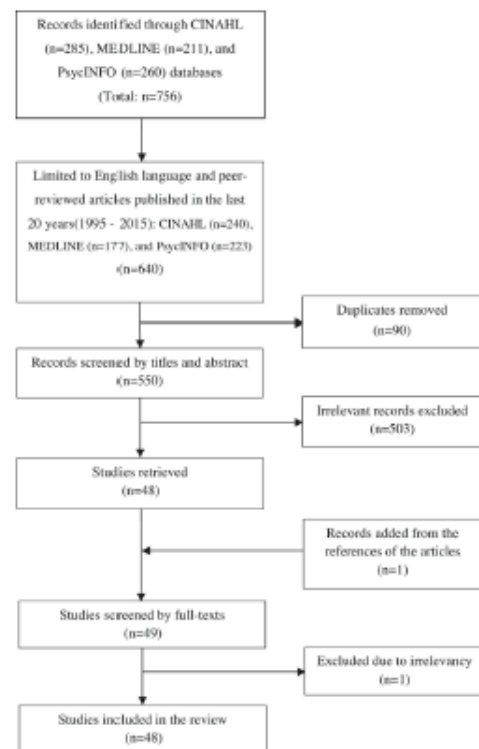 Records identified through CINAHL
(n=285), MEDLINE (n=211), and
PsycINFO (n=260) databases
(Total: n=756)
Limited to English language and peer-
reviewed articles published in the last
20 years(1995 - 2015): CINAHL (n=240),
MEDLINE (n=177), and PsycINFO (n=223)
(n=640)
Duplicates removed
(n=90)
Records screened by titles and abstract
(n=550)
Irrelevant records excluded
(n=503)
Studies retrieved
(n=48)
Records added from the
references of the articles
(n=1)
Studies screened by full-texts
(n=49)
Excluded due to irrelevancy
(n=1)
Studies included in the review
(n=48)